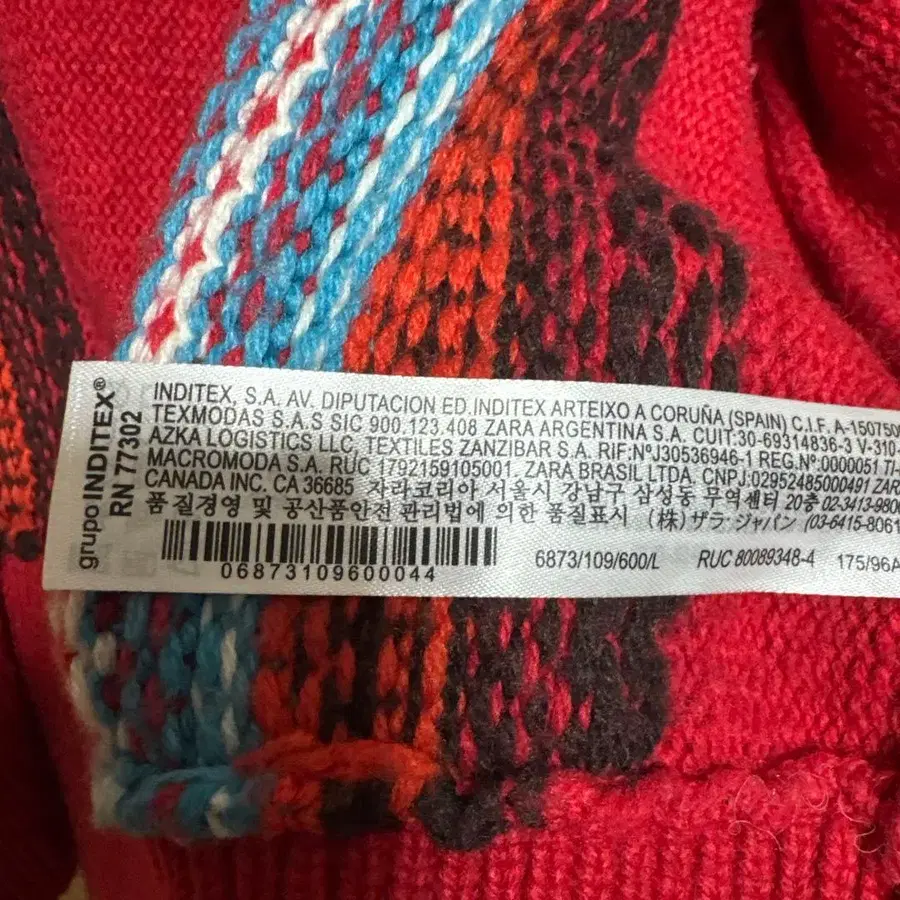 grupo INDITEX®
RN 77302
INDITEX, S.A. AV. DIPUTACION ED.INDITEX ARTEIXO A CORUÑA (SPAIN) C.I.F. A-1507500
TEXMODAS S.A.S SIC 900.123.408 ZARA ARGENTINA S.A. CUIT:30-69314836-3 V-310-
AZKA LOGISTICS LLC, TEXTILES ZANZIBAR S.A. RIF:NºJ30536946-1 REG.Nº:0000051 TI-
MACROMODA S.A. RUC 1792159105001. ZARA BRASIL LTDA. CNPJ:02952485000491 ZAR
CANADA INC. CA 36685 자라코리아 서울시 강남구 삼성동 무역센터 20층 02-3413-980
품질경영 및 공산품안전 관리법에 의한 품질표시 (株) ザラ・ジャパン (03-6415-8061
06873109600044
6873/109/600/L RUC 80089348-4 175/96A